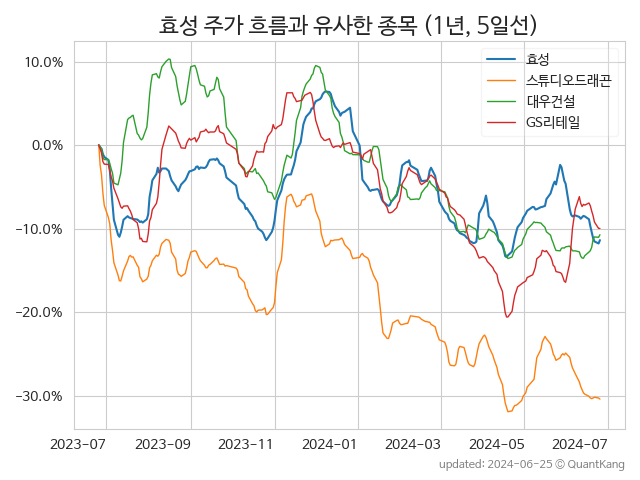 효성 주가 흐름과 유사한 종목 (1년, 5일선)
효성
스튜디오드래곤
대우건설
GS리테일
10.0%
0.0%
−10.0%
−20.0%
−30.0%
2023-07 2023-09 2023-11 2024-01 2024-03 2024-05 2024-07
updated: 2024-06-25 © QuantKang